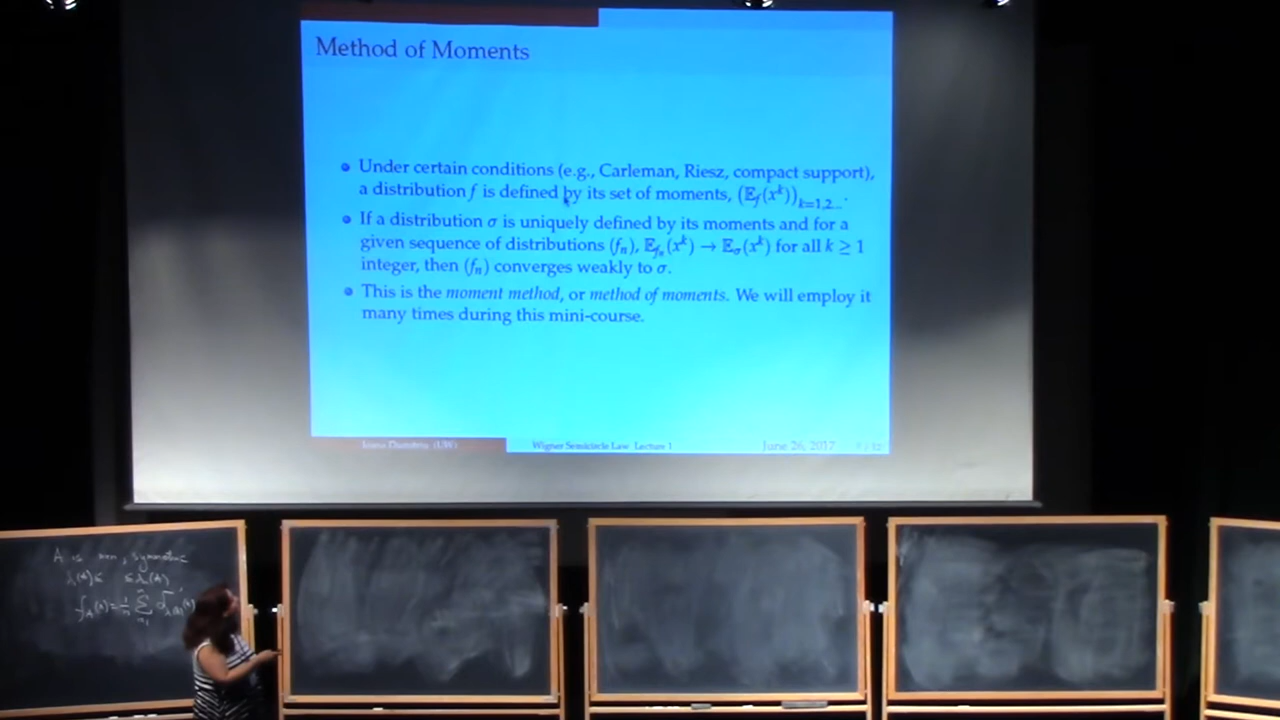 Method of Moments
• Under certain conditions (e.g., Carleman, Riesz, compact support),
a distribution f is defined by its set of moments, (𝔼_f(x^k))_{k=1,2...}.
• If a distribution σ is uniquely defined by its moments and for a
given sequence of distributions (f_n), 𝔼_{f_n}(x^k) → 𝔼_σ(x^k) for all k ≥ 1
integer, then (f_n) converges weakly to σ.
• This is the moment method, or method of moments. We will employ it
many times during this mini-course.
Ioana Dumitriu (UW) Wigner Semicircle Law Lecture 1 June 26, 2017
A is symmetric